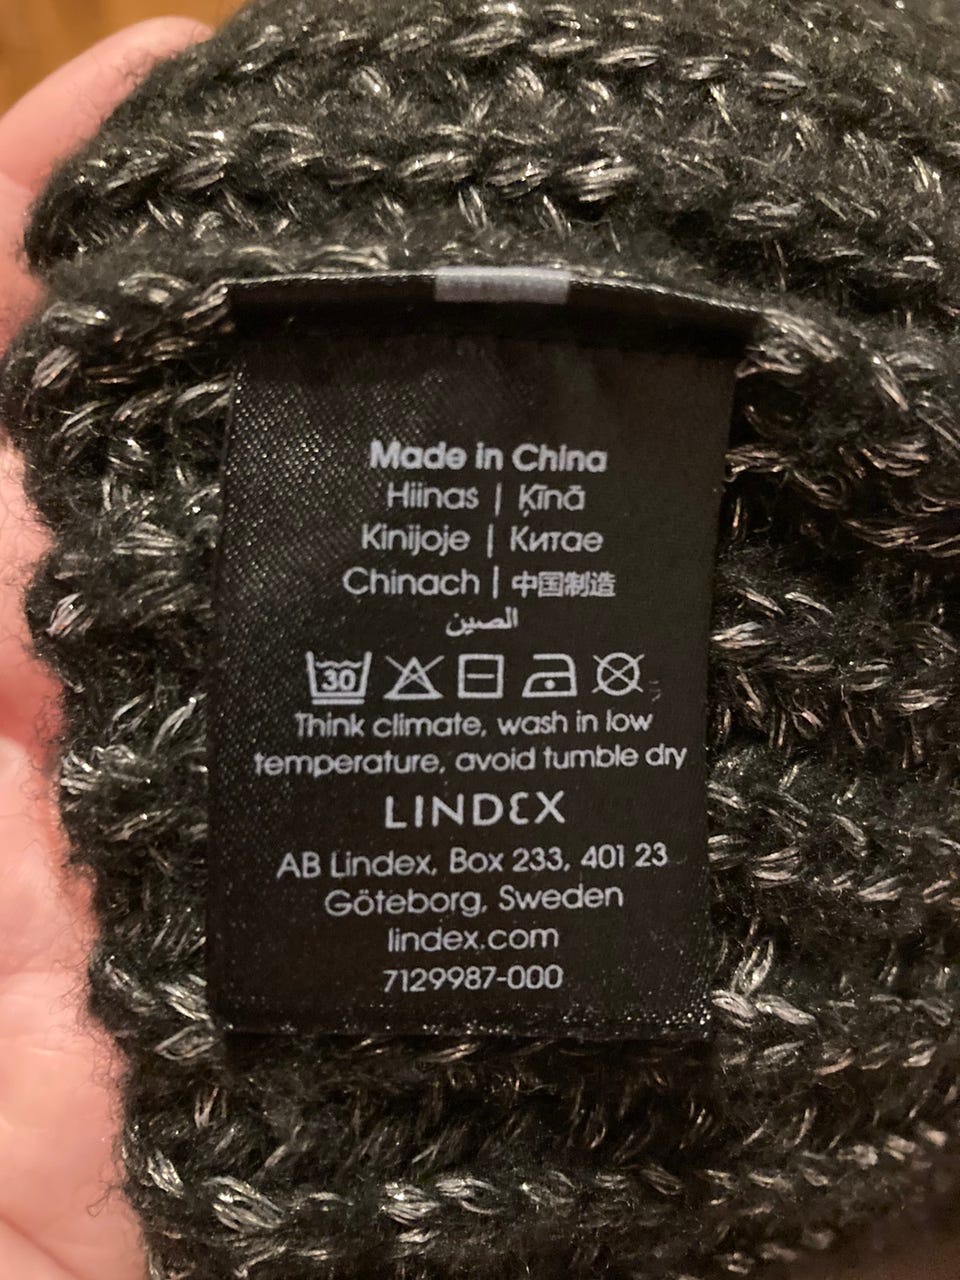 Made in China
Hiinas | Ķīnā
Kinijoje | Китае
Chinach | 中国制造
الصين
30
Think climate, wash in low
temperature, avoid tumble dry
LINDEX
AB Lindex, Box 233, 401 23
Göteborg, Sweden
lindex.com
7129987-000